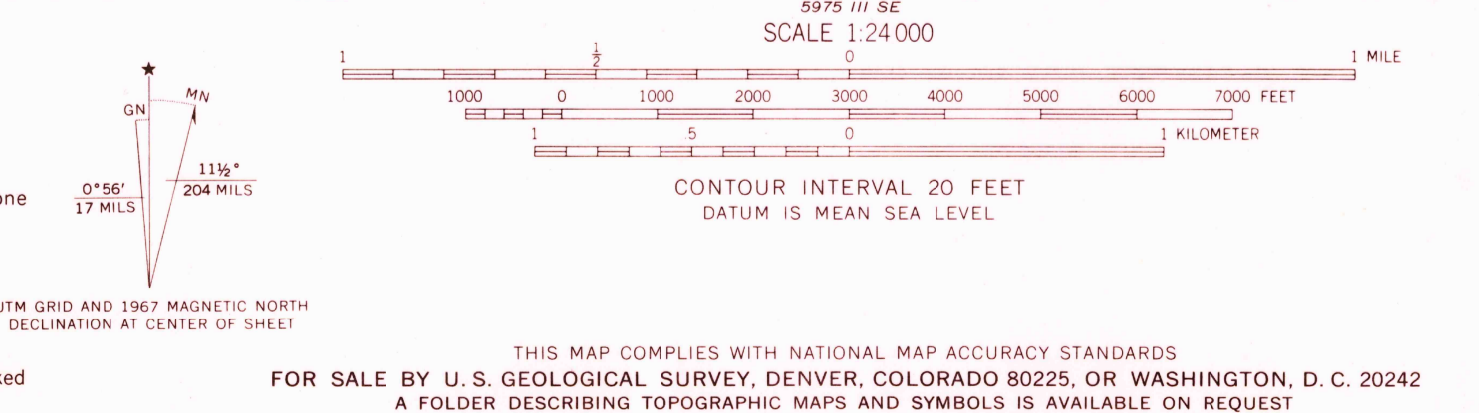 5975 III SE
SCALE 1:24 000
1 ½ 0 1 MILE
1000 0 1000 2000 3000 4000 5000 6000 7000 FEET
1 .5 0 1 KILOMETER
CONTOUR INTERVAL 20 FEET
DATUM IS MEAN SEA LEVEL
★
GN
MN
0°56′
17 MILS
11½°
204 MILS
UTM GRID AND 1967 MAGNETIC NORTH
DECLINATION AT CENTER OF SHEET
THIS MAP COMPLIES WITH NATIONAL MAP ACCURACY STANDARDS
FOR SALE BY U. S. GEOLOGICAL SURVEY, DENVER, COLORADO 80225, OR WASHINGTON, D. C. 20242
A FOLDER DESCRIBING TOPOGRAPHIC MAPS AND SYMBOLS IS AVAILABLE ON REQUEST